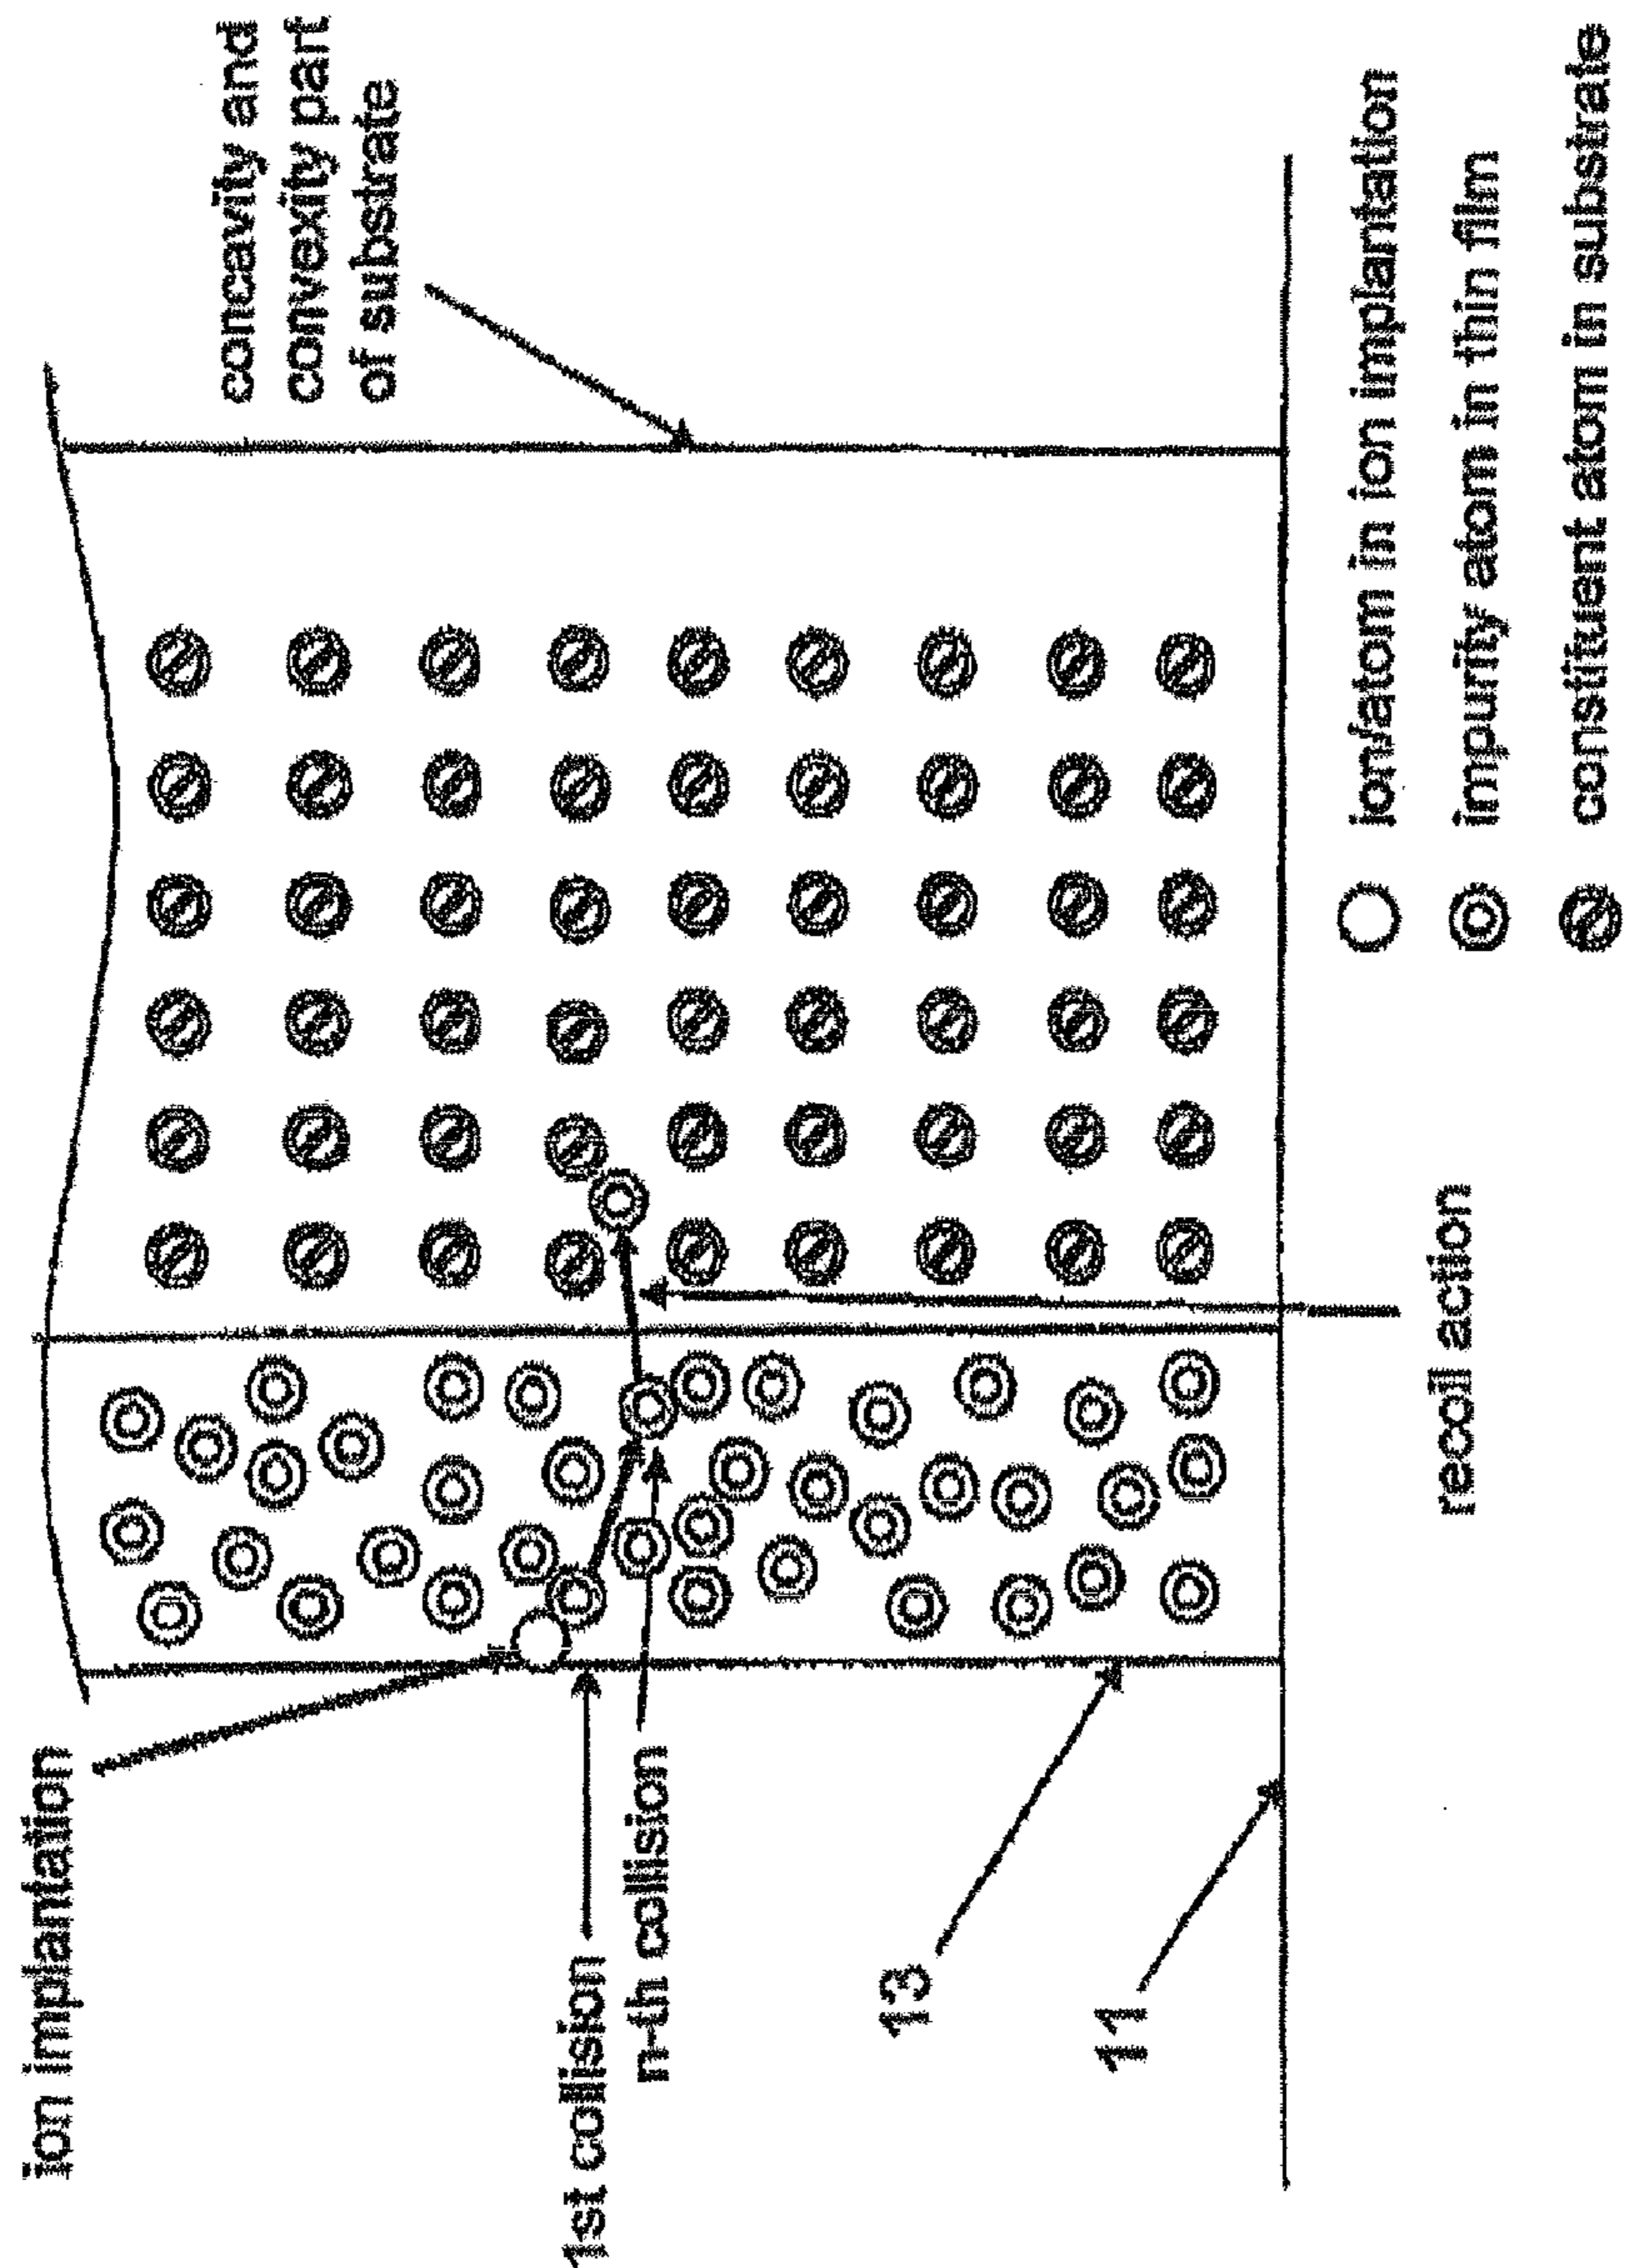 ion implantation
concavity and
convexity part
of substrate
1st collision
n-th collision
13
11
recoil action
ion/atom in ion implantation
impurity atom in thin film
constituent atom in substrate